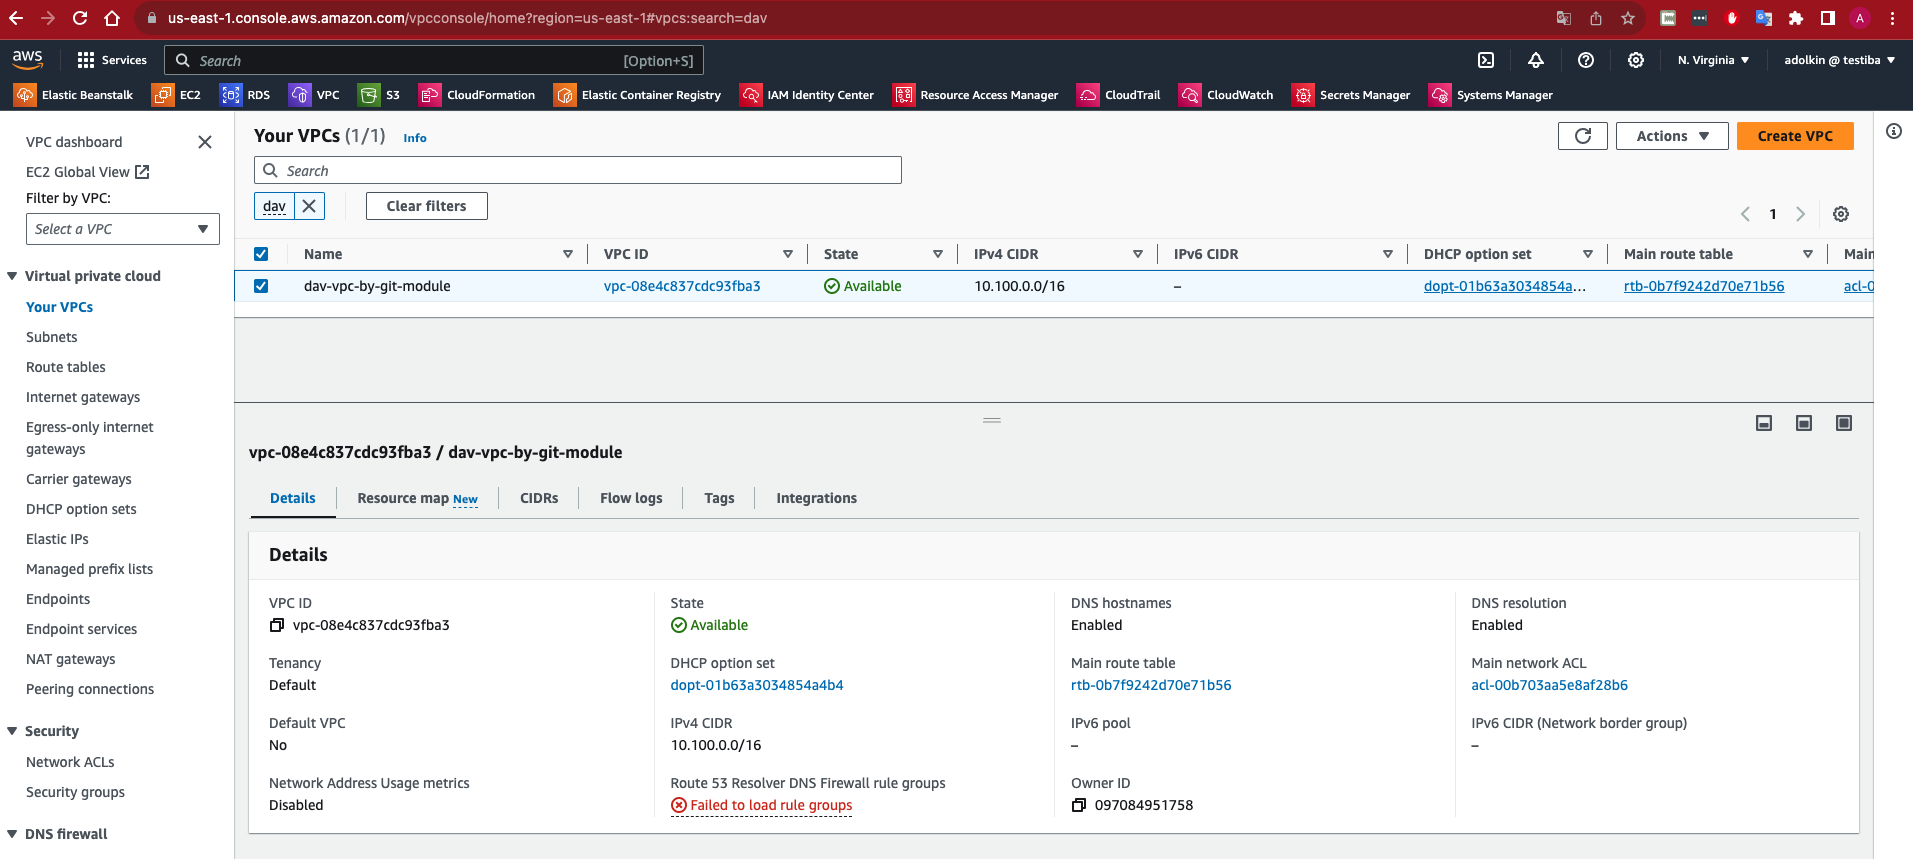 us-east-1.console.aws.amazon.com/vpcconsole/home?region=us-east-1#vpcs:search=dav
A
aws Services Search [Option+S] N. Virginia adolkin @ testiba
Elastic Beanstalk EC2 RDS VPC S3 CloudFormation Elastic Container Registry IAM Identity Center Resource Access Manager CloudTrail CloudWatch Secrets Manager Systems Manager
VPC dashboard
EC2 Global View
Filter by VPC:
Select a VPC
Virtual private cloud
Your VPCs
Subnets
Route tables
Internet gateways
Egress-only internet
gateways
Carrier gateways
DHCP option sets
Elastic IPs
Managed prefix lists
Endpoints
Endpoint services
NAT gateways
Peering connections
Security
Network ACLs
Security groups
DNS firewall
Your VPCs (1/1) Info
Actions Create VPC
Search
dav Clear filters
1
Name VPC ID State IPv4 CIDR IPv6 CIDR DHCP option set Main route table Main
dav-vpc-by-git-module vpc-08e4c837cdc93fba3 Available 10.100.0.0/16 – dopt-01b63a3034854a... rtb-0b7f9242d70e71b56 acl-0
vpc-08e4c837cdc93fba3 / dav-vpc-by-git-module
Details Resource map New CIDRs Flow logs Tags Integrations
Details
VPC ID State DNS hostnames DNS resolution
vpc-08e4c837cdc93fba3 Available Enabled Enabled
Tenancy DHCP option set Main route table Main network ACL
Default dopt-01b63a3034854a4b4 rtb-0b7f9242d70e71b56 acl-00b703aa5e8af28b6
Default VPC IPv4 CIDR IPv6 pool IPv6 CIDR (Network border group)
No 10.100.0.0/16 – –
Network Address Usage metrics Route 53 Resolver DNS Firewall rule groups Owner ID
Disabled Failed to load rule groups 097084951758